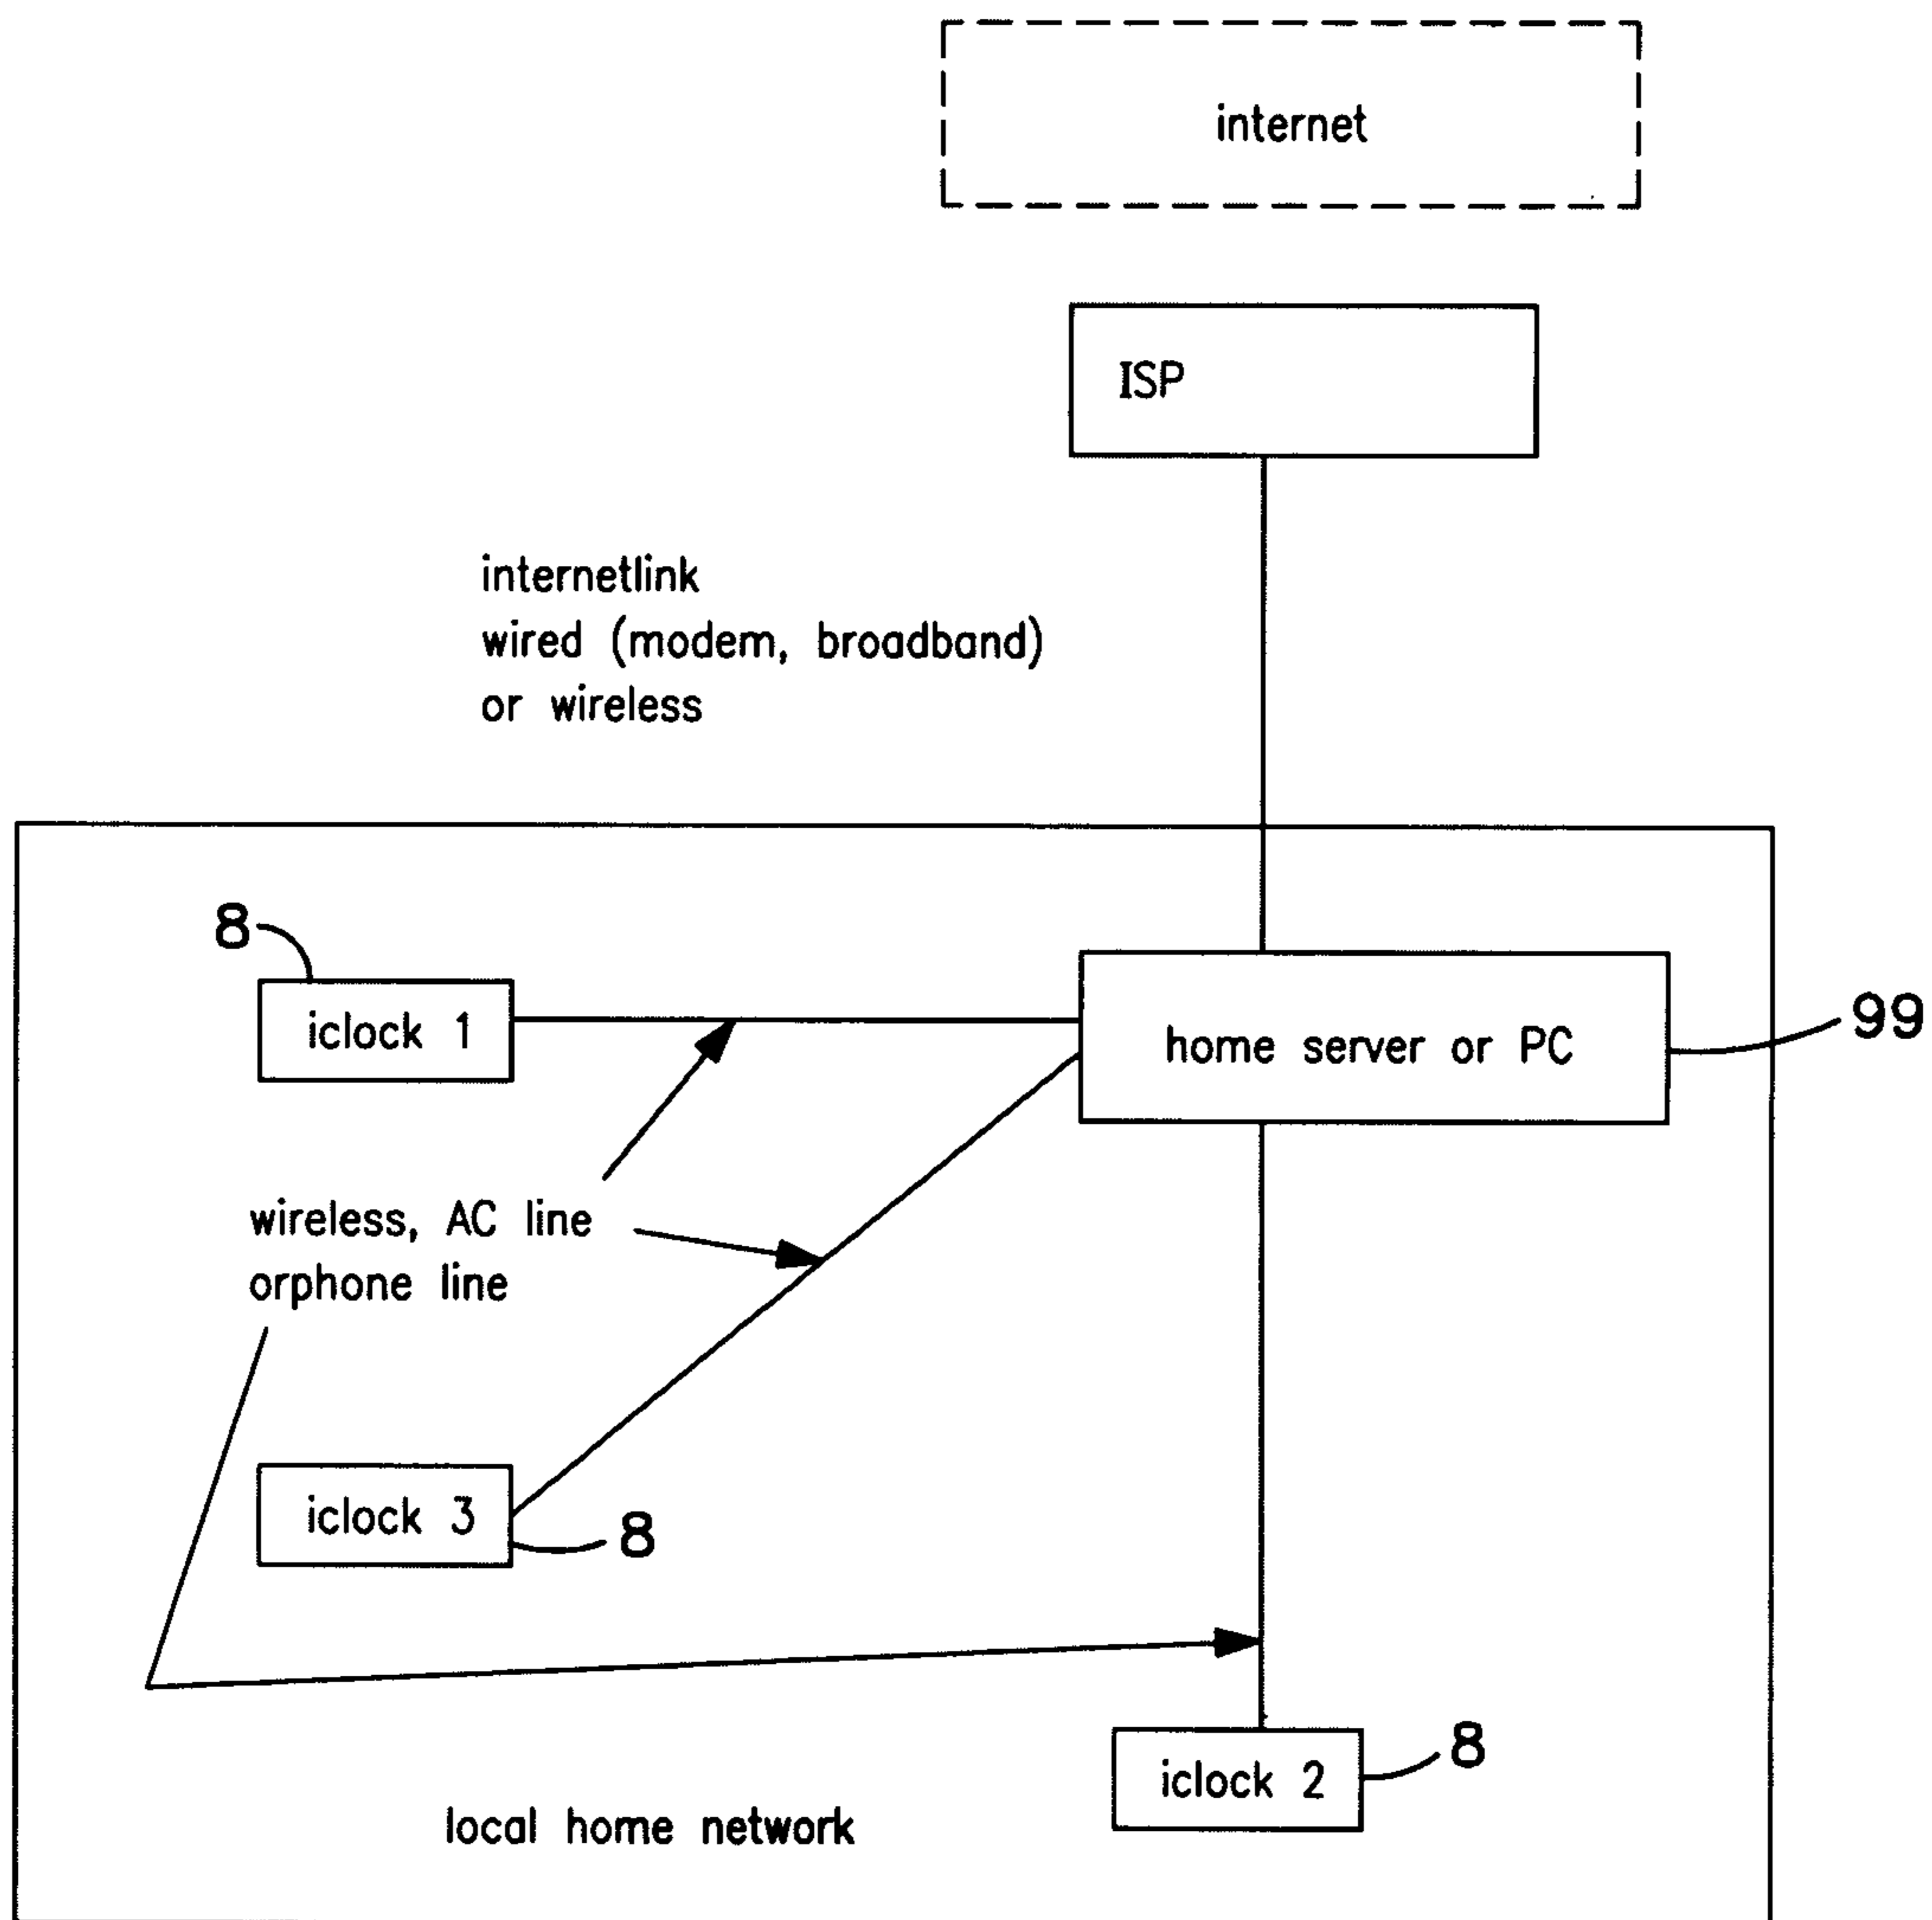 internet
ISP
internetlink
wired (modem, broadband)
or wireless
8
iclock 1
home server or PC
99
wireless, AC line
orphone line
iclock 3
8
iclock 2
8
local home network